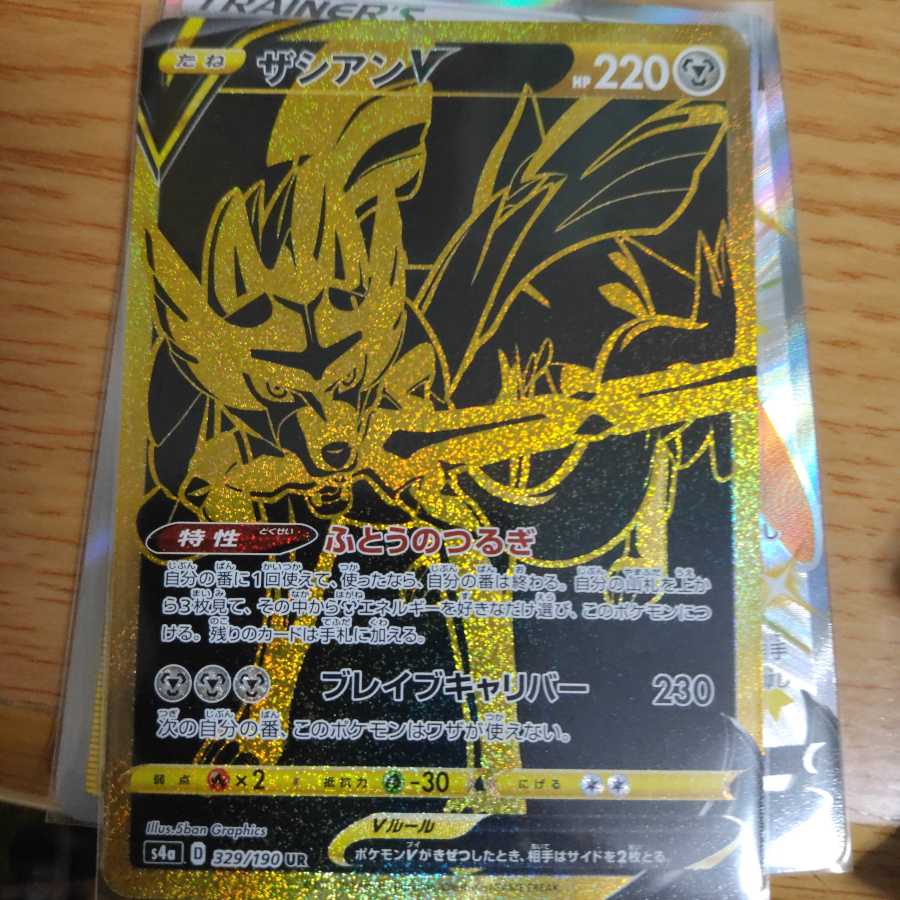 TRAINER'S
たね ザシアンV HP 220
特性 どくせい ふとうのつるぎ
自分の番に1回使えて、使ったなら、自分の番は終わる。自分の山札を上か
ら3枚見て、その中から エネルギーを好きなだけ選び、このポケモンにつ
ける。残りのカードは手札に加える。
ブレイブキャリバー 230
次の自分の番、このポケモンはワザが使えない。
弱点 ×2 抵抗力 -30 にげる
Illus.5ban Graphics
Vルール
s4a D 329/190 UR
ポケモンVがきぜつしたとき、相手はサイドを2枚とる。